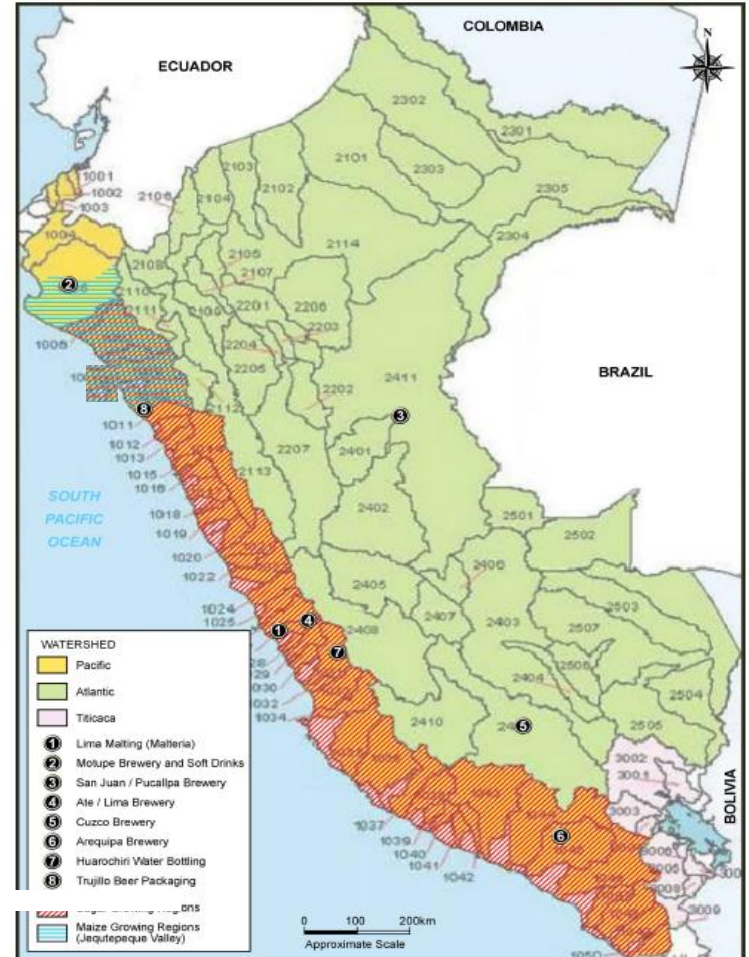 COLOMBIA
N
ECUADOR
2302
2301
2101
2303
2103
2102
2104
2106
1001
1002
1003
2305
1004
2304
2114
2105
2108
2107
2110
2206
2201
2111
2203
2204
1008
2205
BRAZIL
2411
2202
2112
1011
1012
2401
2207
2113
1013
1015
1016
SOUTH
PACIFIC
OCEAN
1018
2402
2501
1019
2502
1020
2406
1022
2405
2503
2407
2403
1024
2507
1025
2408
2506
2404
2504
1034
2410
2505
3002
3001
3003
BOLIVIA
1037
1039
1040
1041
1042
WATERSHED
Pacific
Atlantic
Titicaca
1 Lima Malting (Malteria)
2 Motupe Brewery and Soft Drinks
3 San Juan / Pucallpa Brewery
4 Ate / Lima Brewery
5 Cuzco Brewery
6 Arequipa Brewery
7 Huarochiri Water Bottling
8 Trujillo Beer Packaging
Maize Growing Regions
(Jequtepeque Valley)
0 100 200km
Approximate Scale